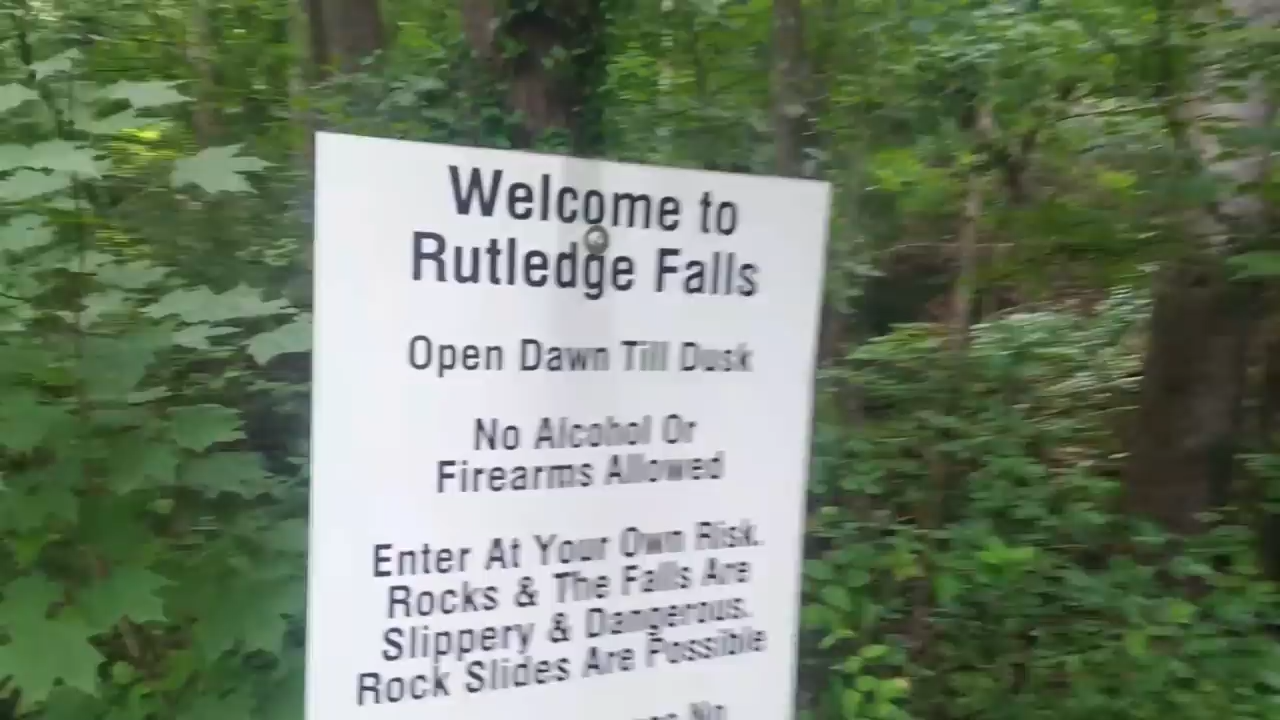 Welcome to
Rutledge Falls
Open Dawn Till Dusk
No Alcohol Or
Firearms Allowed
Enter At Your Own Risk.
Rocks & The Falls Are
Slippery & Dangerous.
Rock Slides Are Possible
No